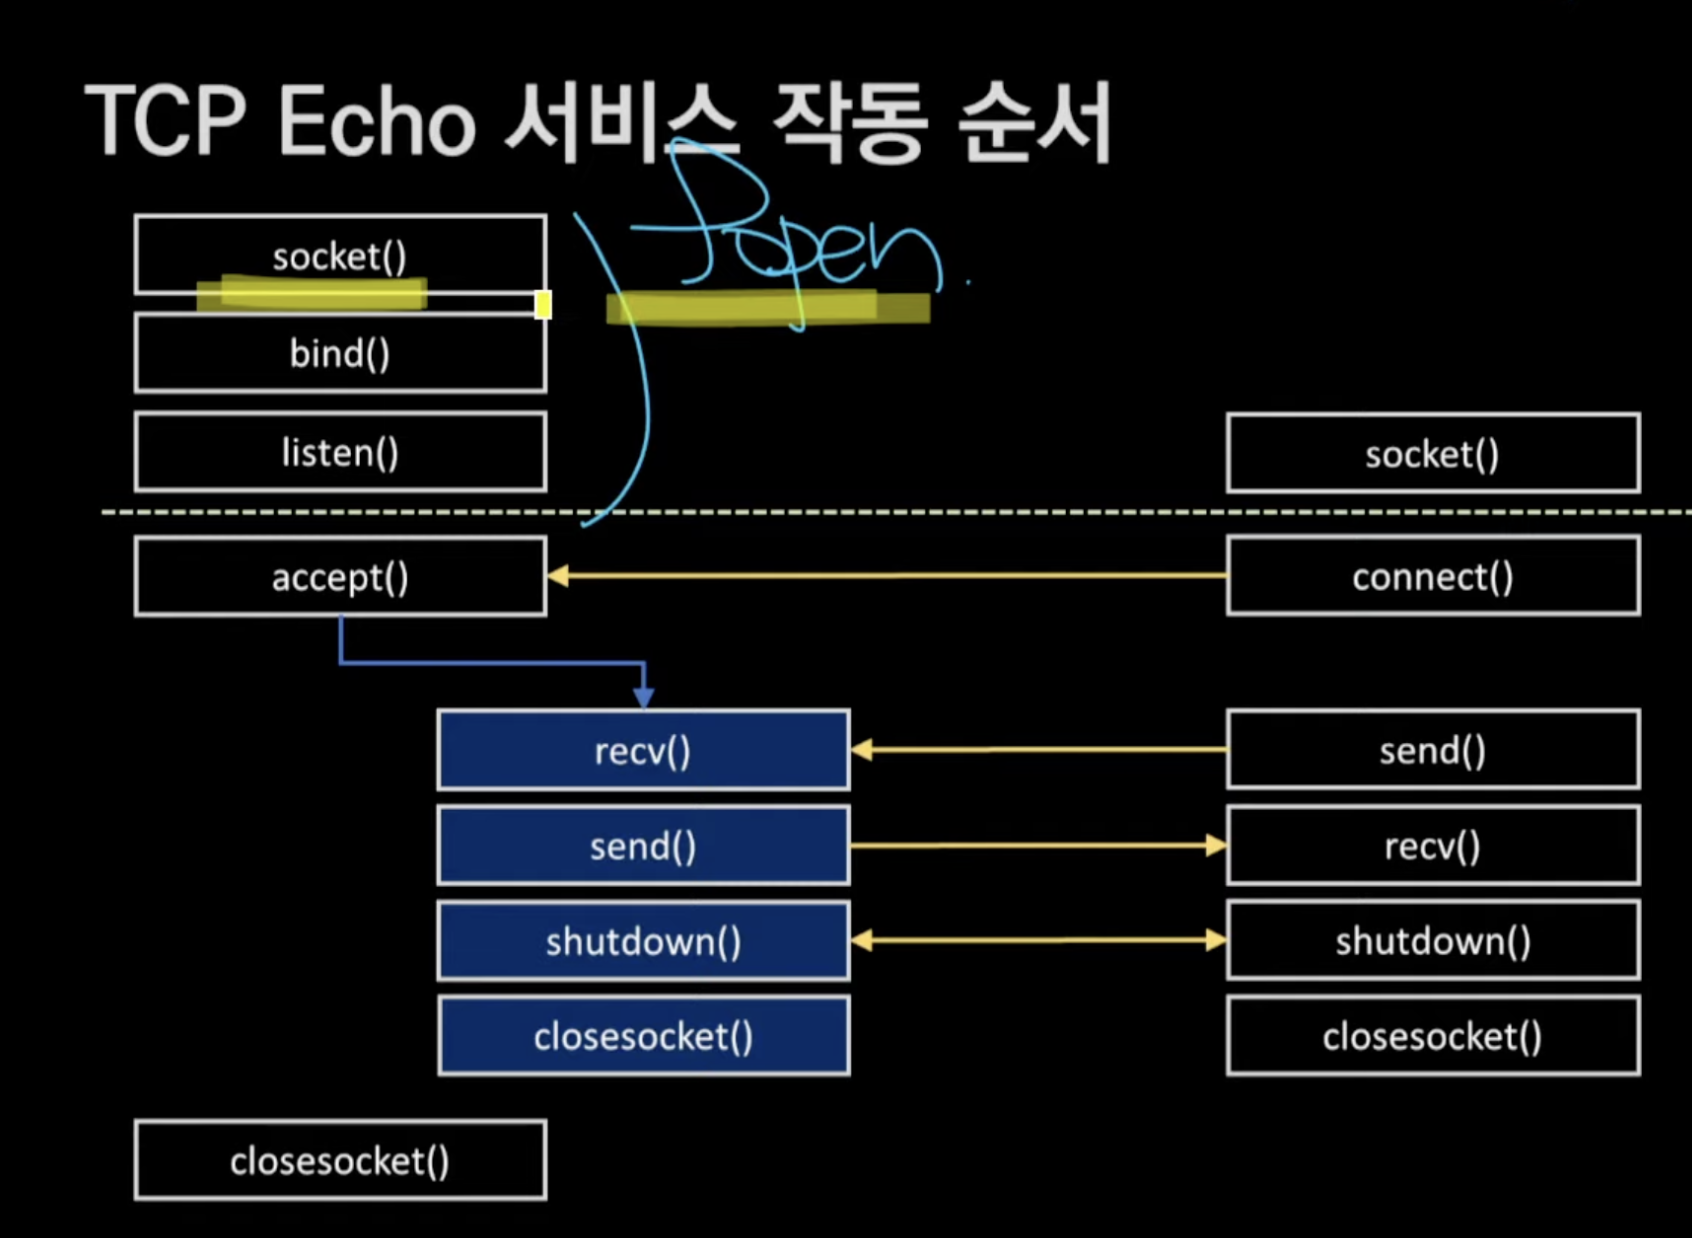 TCP Echo 서비스 작동 순서
socket()
fopen
bind()
listen()
socket()
accept()
connect()
recv()
send()
send()
recv()
shutdown()
shutdown()
closesocket()
closesocket()
closesocket()